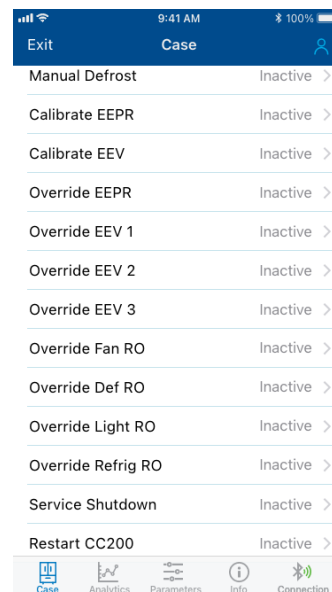 9:41 AM 100%
Exit Case
Manual Defrost Inactive
Calibrate EEPR Inactive
Calibrate EEV Inactive
Override EEPR Inactive
Override EEV 1 Inactive
Override EEV 2 Inactive
Override EEV 3 Inactive
Override Fan RO Inactive
Override Def RO Inactive
Override Light RO Inactive
Override Refrig RO Inactive
Service Shutdown Inactive
Restart CC200 Inactive
Case Analytics Parameters Info Connection